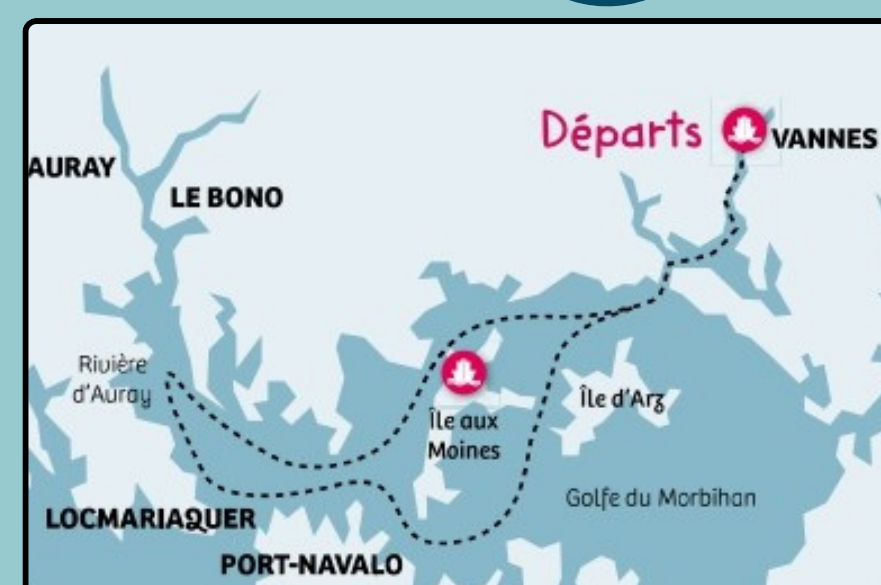 Départs
VANNES
AURAY
LE BONO
Rivière
d'Auray
Île aux
Moines
Île d'Arz
Golfe du Morbihan
LOCMARIAQUER
PORT-NAVALO